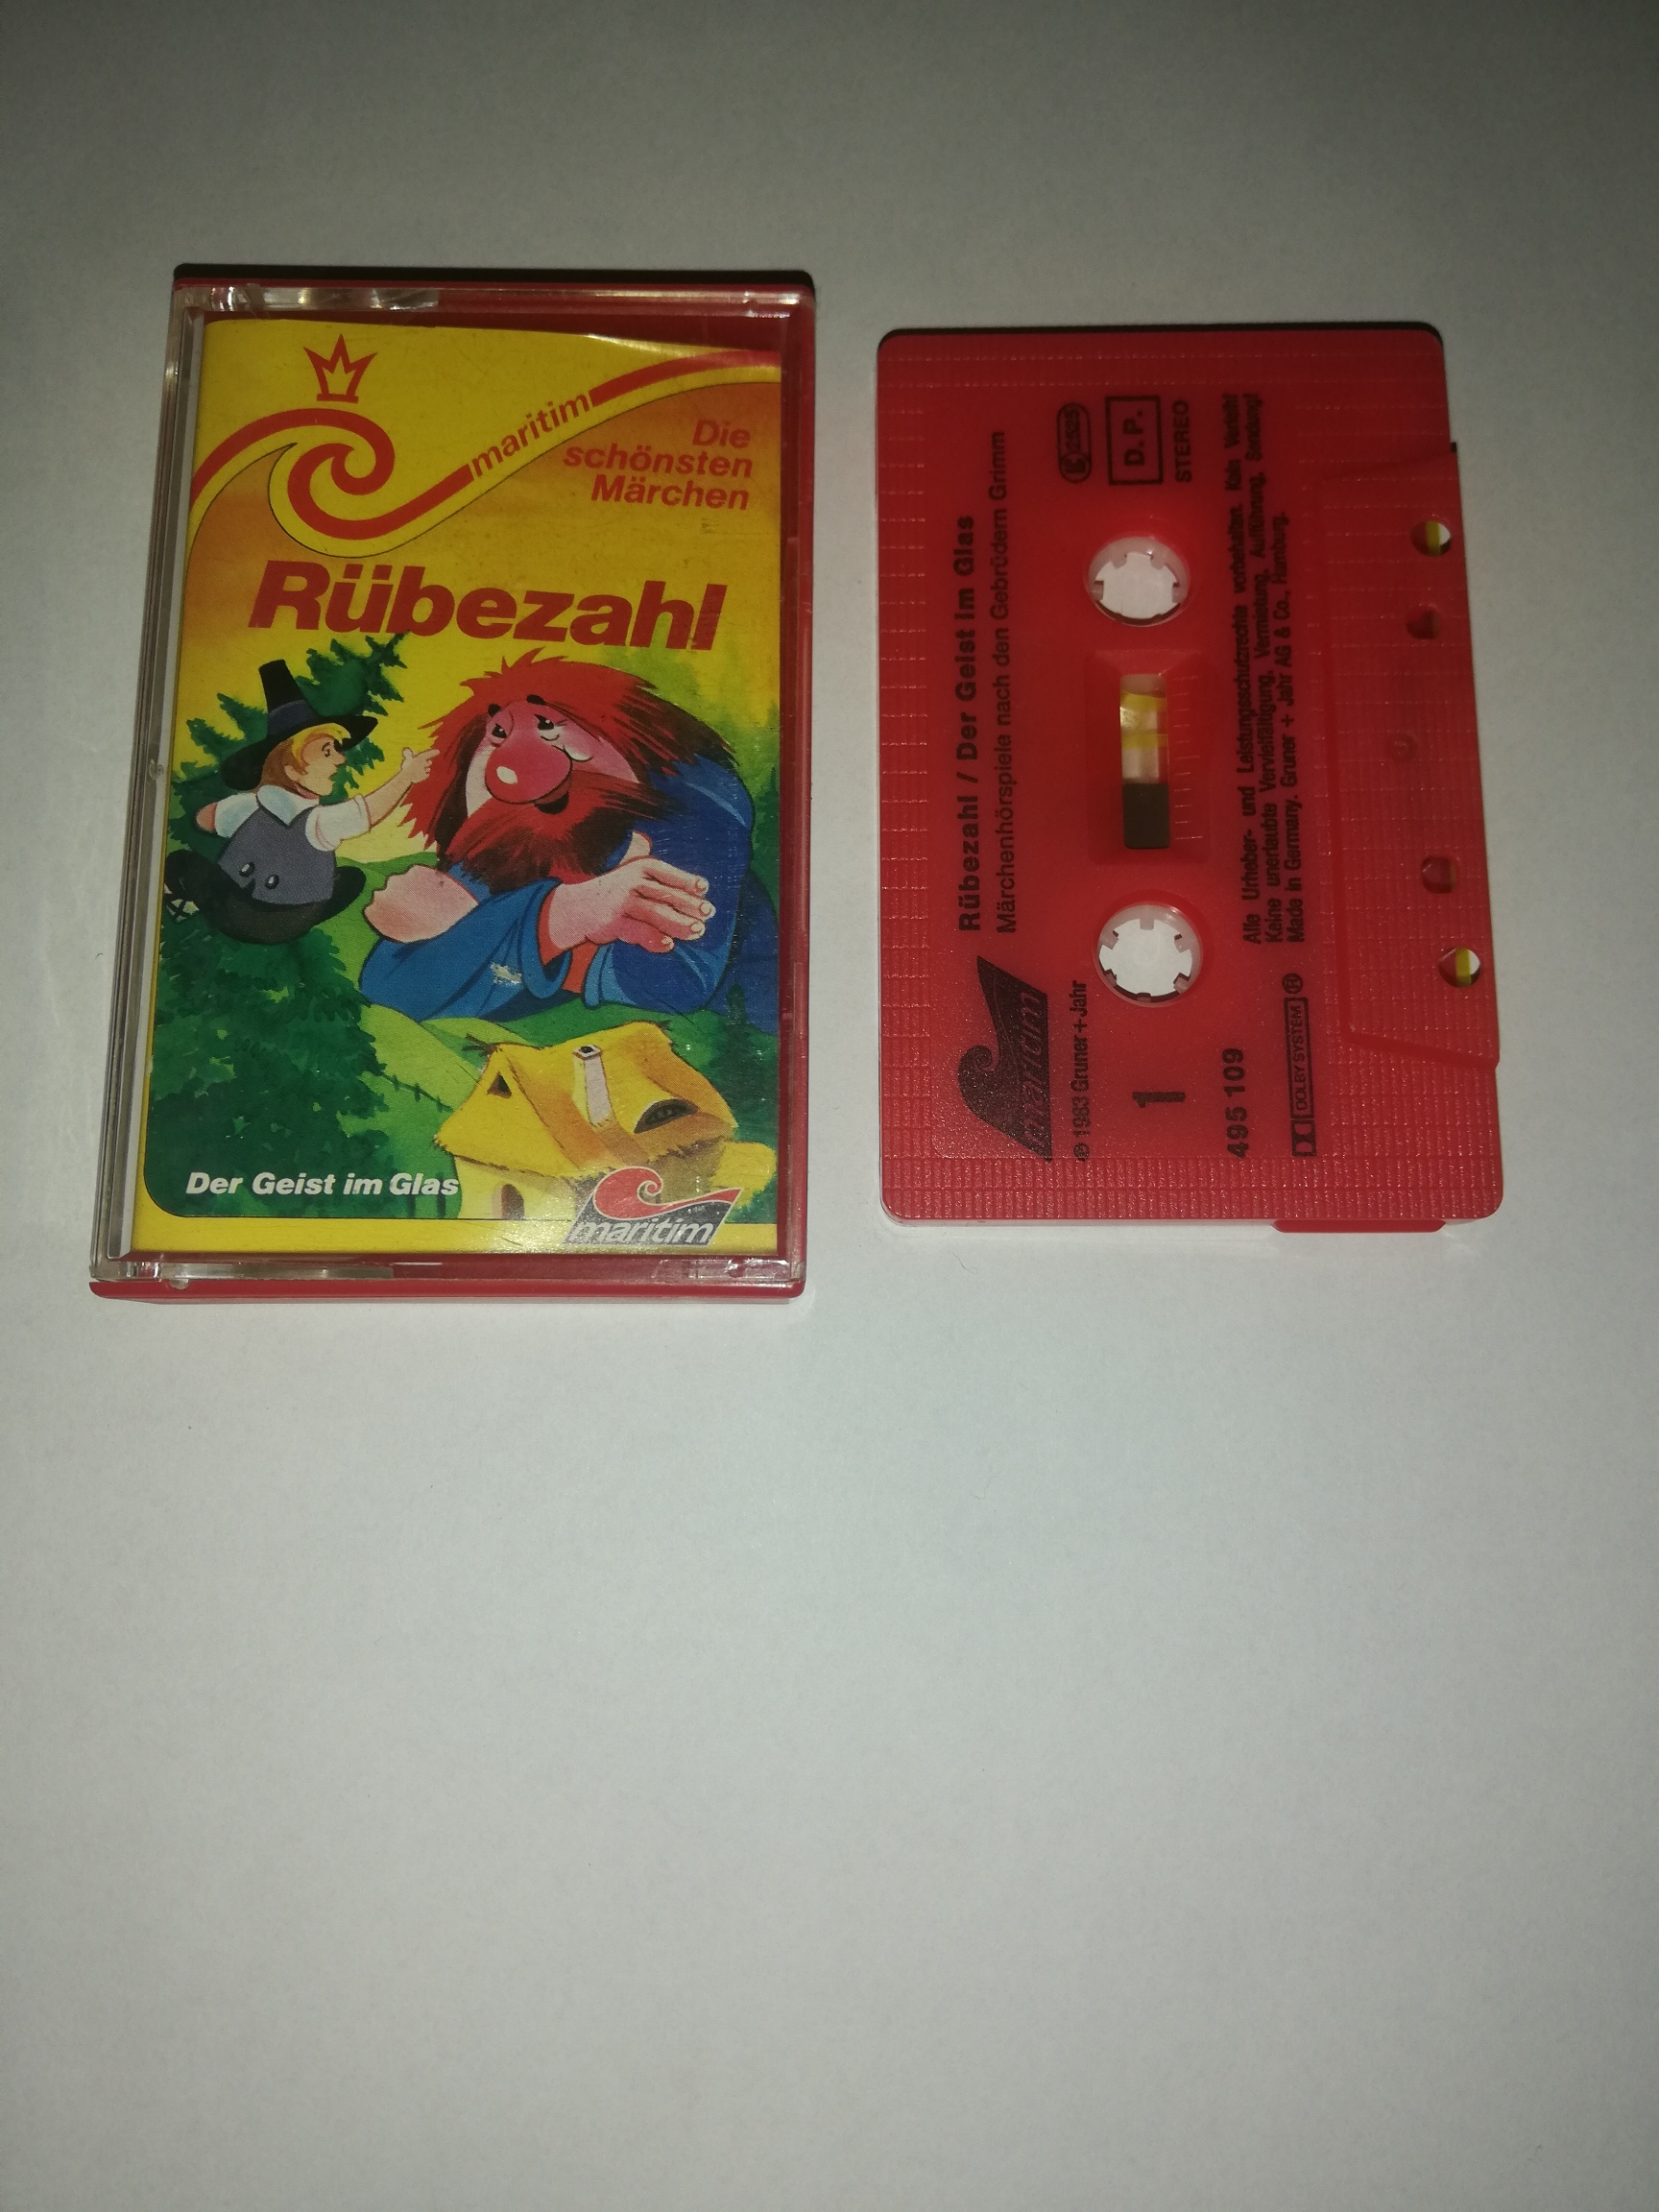 maritim
Die
schönsten
Märchen
Rübezahl
Der Geist im Glas
maritim
maritim
Rübezahl / Der Geist im Glas
Märchenhörspiele nach den Gebrüdern Grimm
℗ 1983 Gruner + Jahr
1
D.P.
STEREO
495 109
Alle Urheber- und Leistungsschutzrechte vorbehalten. Kein Verleih!
Keine unerlaubte Vervielfältigung, Vermietung, Aufführung, Sendung!
Made in Germany. Gruner + Jahr AG & Co., Hamburg.
DOLBY SYSTEM ®